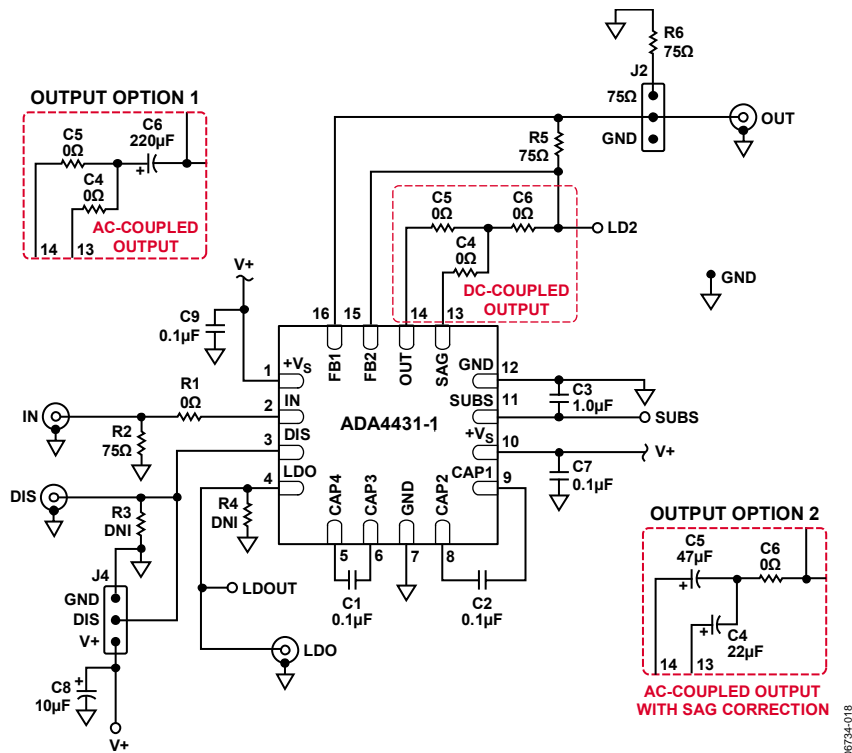 R6
75Ω
J2
75Ω
GND
OUT
OUTPUT OPTION 1
C5
0Ω
C6
220µF
+
C4
0Ω
AC-COUPLED
OUTPUT
14
13
R5
75Ω
C5
0Ω
C6
0Ω
C4
0Ω
LD2
DC-COUPLED
OUTPUT
GND
V+
C9
0.1µF
16
15
14
13
FB1
FB2
OUT
SAG
1
+VS
2
IN
3
DIS
4
LDO
ADA4431-1
GND
12
SUBS
11
+VS
10
CAP1
9
CAP4
CAP3
GND
CAP2
5
6
7
8
IN
R1
0Ω
R2
75Ω
DIS
R3
DNI
R4
DNI
J4
GND
DIS
V+
C8
+
10µF
V+
LDOUT
LDO
C1
0.1µF
C2
0.1µF
C3
1.0µF
SUBS
V+
C7
0.1µF
OUTPUT OPTION 2
C5
47µF
+
C6
0Ω
C4
22µF
+
14
13
AC-COUPLED OUTPUT
WITH SAG CORRECTION
06734-018